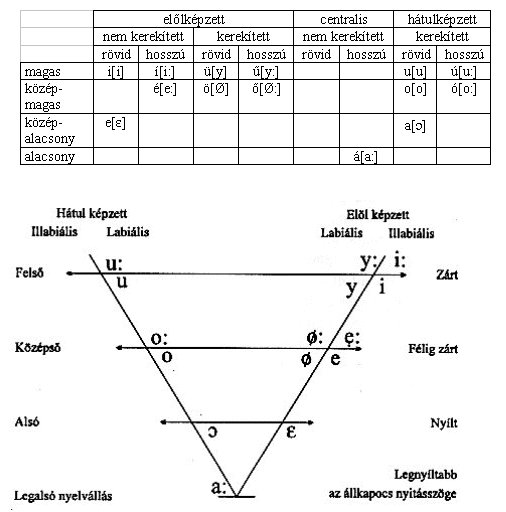 előlképzett centralis hátulképzett
nem kerekített kerekített nem kerekített kerekített
rövid hosszú rövid hosszú rövid hosszú rövid hosszú
magas i[i] í[i:] ü[y] ű[y:] u[u] ú[u:]
közép- é[e:] ö[Ø] ő[Ø:] o[o] ó[o:]
magas
közép- e[ɛ] a[ɔ]
alacsony
alacsony á[a:]
Hátul képzett Elöl képzett
Illabiális Labiális Labiális Illabiális
Felső u: y: i: Zárt
u y i
Középső o: ø: ẹ: Félig zárt
o ø e
Alsó ɔ ɛ Nyílt
Legnyíltabb
Legalsó nyelvállás a: az állkapocs nyitásszöge